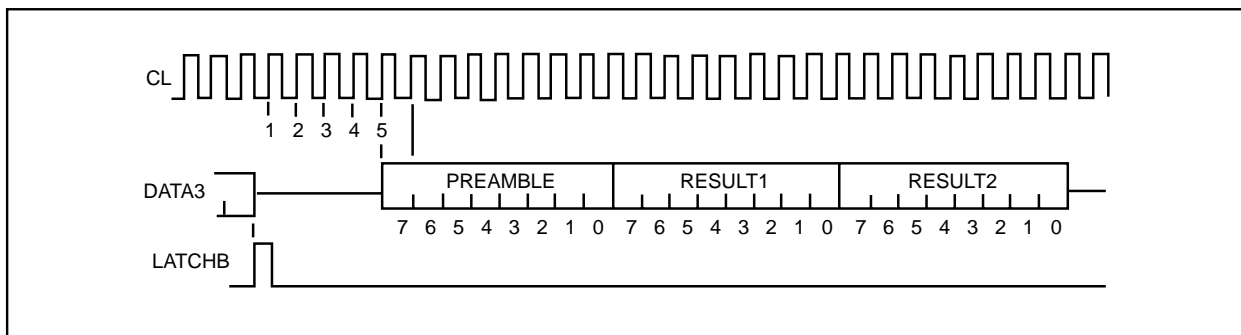 CL
1 2 3 4 5
DATA3 PREAMBLE RESULT1 RESULT2
7 6 5 4 3 2 1 0 7 6 5 4 3 2 1 0 7 6 5 4 3 2 1 0
LATCHB